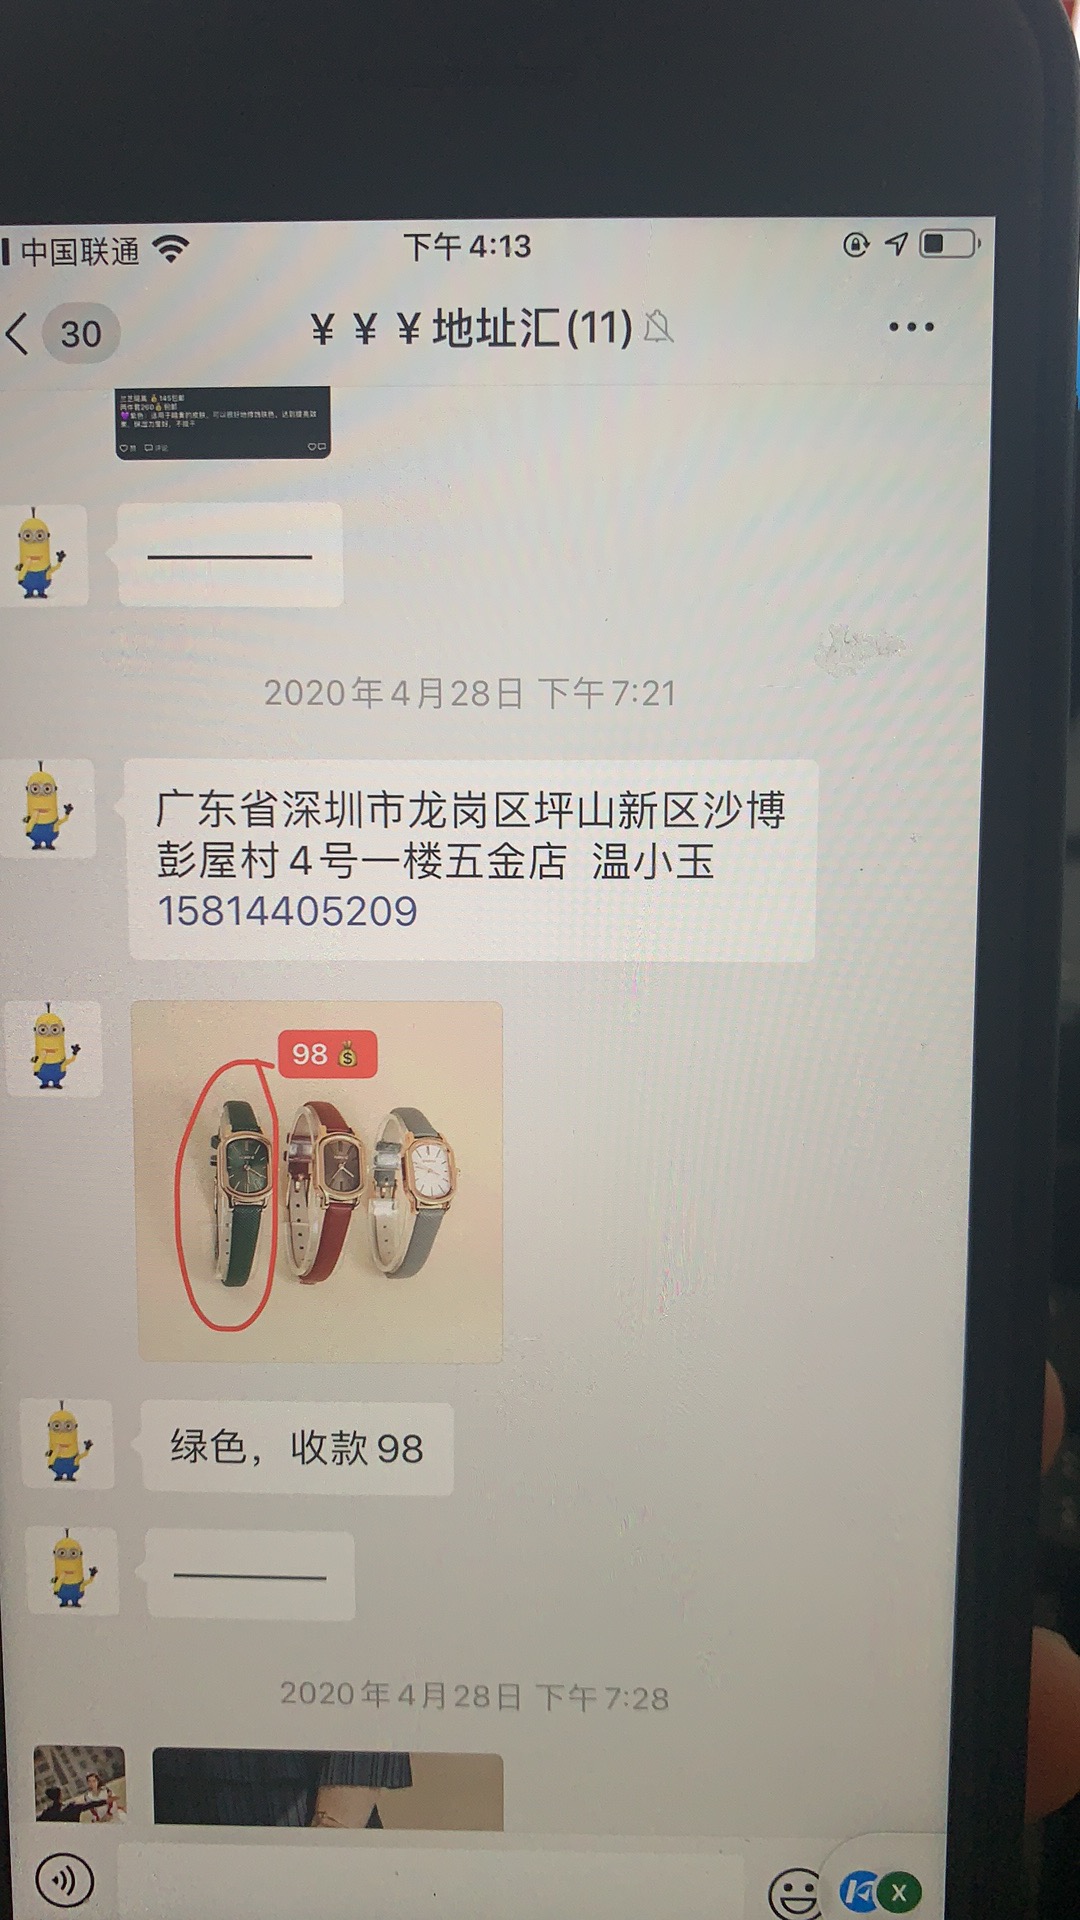 中国联通
下午4:13
30
¥ ¥ ¥地址汇(11)
2020年4月28日 下午7:21
广东省深圳市龙岗区坪山新区沙博
彭屋村4号一楼五金店 温小玉
15814405209
98
绿色，收款98
2020年4月28日 下午7:28
X